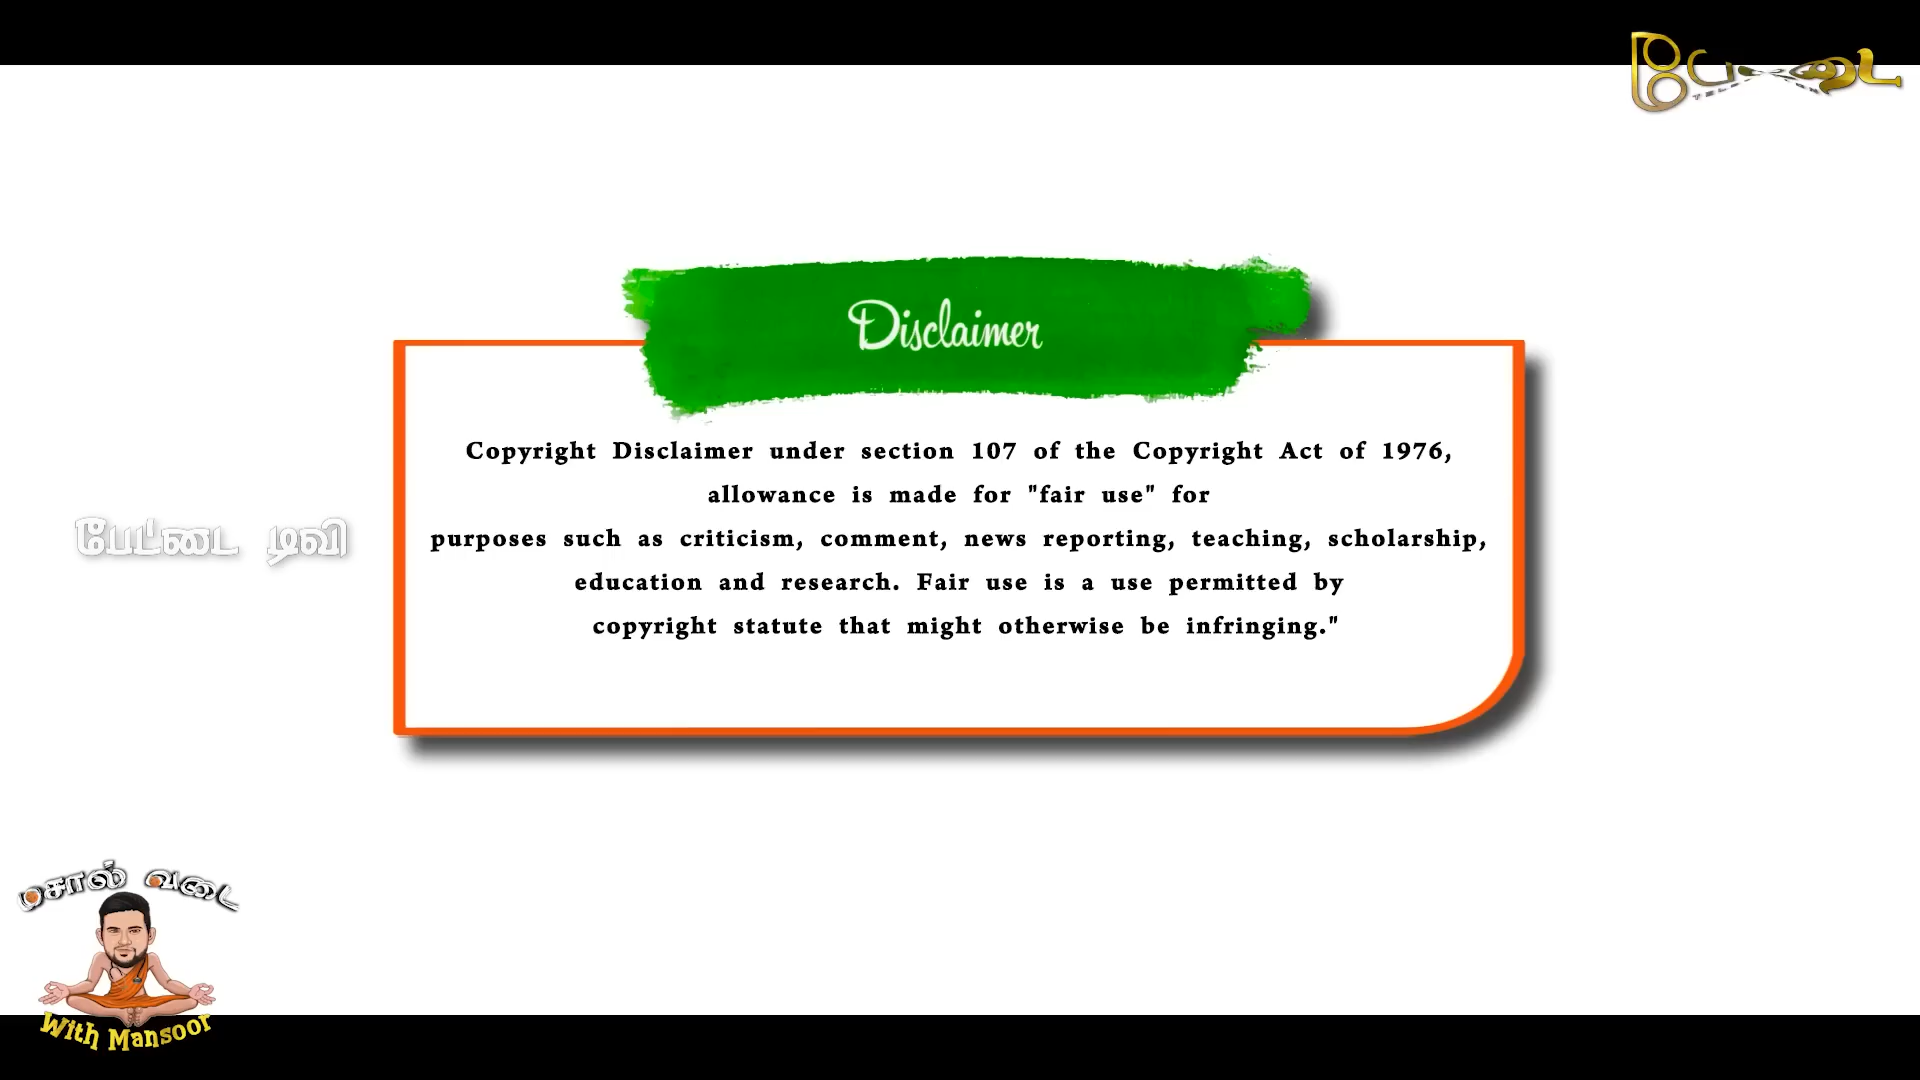 Disclaimer
Copyright Disclaimer under section 107 of the Copyright Act of 1976,
allowance is made for "fair use" for
purposes such as criticism, comment, news reporting, teaching, scholarship,
education and research. Fair use is a use permitted by
copyright statute that might otherwise be infringing."
பேட்டை டிவி
மசால் வடை
With Mansoor